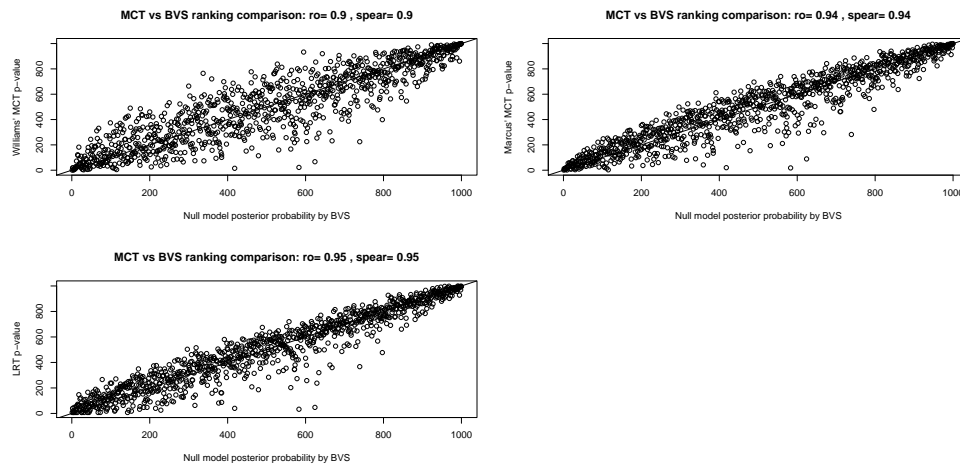 MCT vs BVS ranking comparison: ro= 0.9 , spear= 0.9
Williams' MCT p−value
0 200 400 600 800
0 200 400 600 800 1000
Null model posterior probability by BVS
MCT vs BVS ranking comparison: ro= 0.94 , spear= 0.94
Marcus' MCT p−value
0 200 400 600 800
0 200 400 600 800 1000
Null model posterior probability by BVS
MCT vs BVS ranking comparison: ro= 0.95 , spear= 0.95
LRT p−value
0 200 400 600 800
0 200 400 600 800 1000
Null model posterior probability by BVS